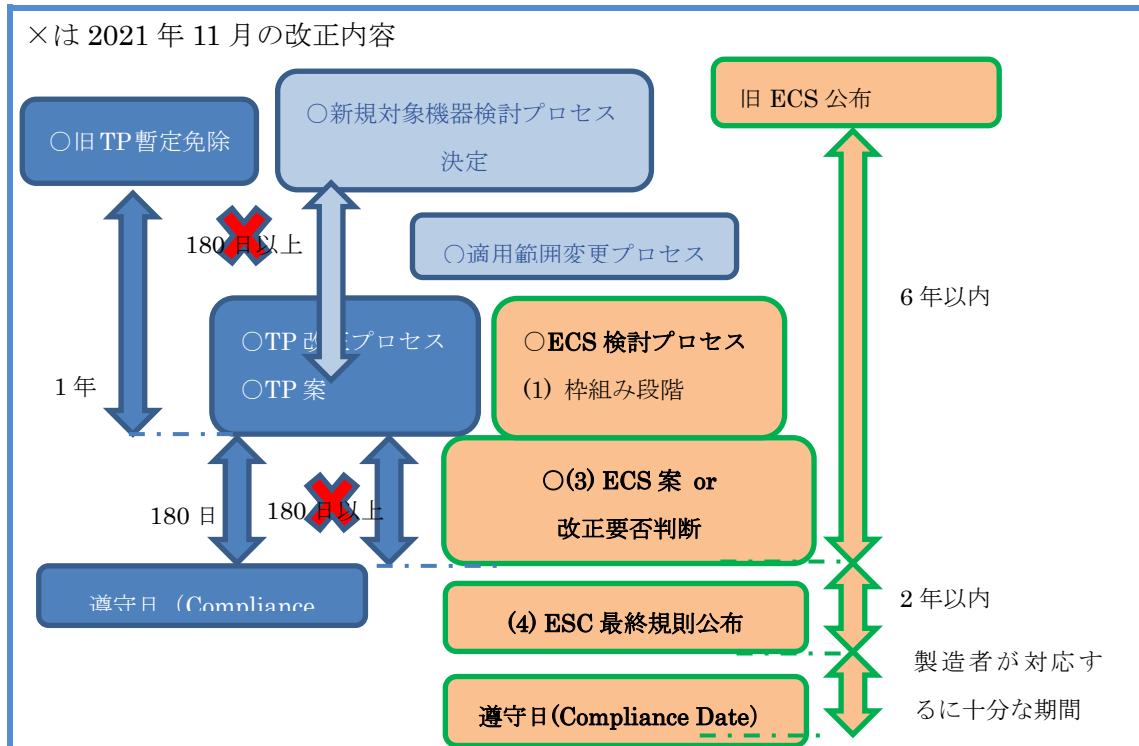 ×は 2021 年 11 月の改正内容
旧 ECS 公布
○新規対象機器検討プロセス
決定
○旧 TP 暫定免除
180 日以上
○適用範囲変更プロセス
6 年以内
○TP 改正プロセス
○TP 案
○ECS 検討プロセス
(1) 枠組み段階
1 年
○(3) ECS 案 or
改正要否判断
180 日
180 日以上
遵守日（Compliance
(4) ESC 最終規則公布
2 年以内
製造者が対応す
るに十分な期間
遵守日(Compliance Date)